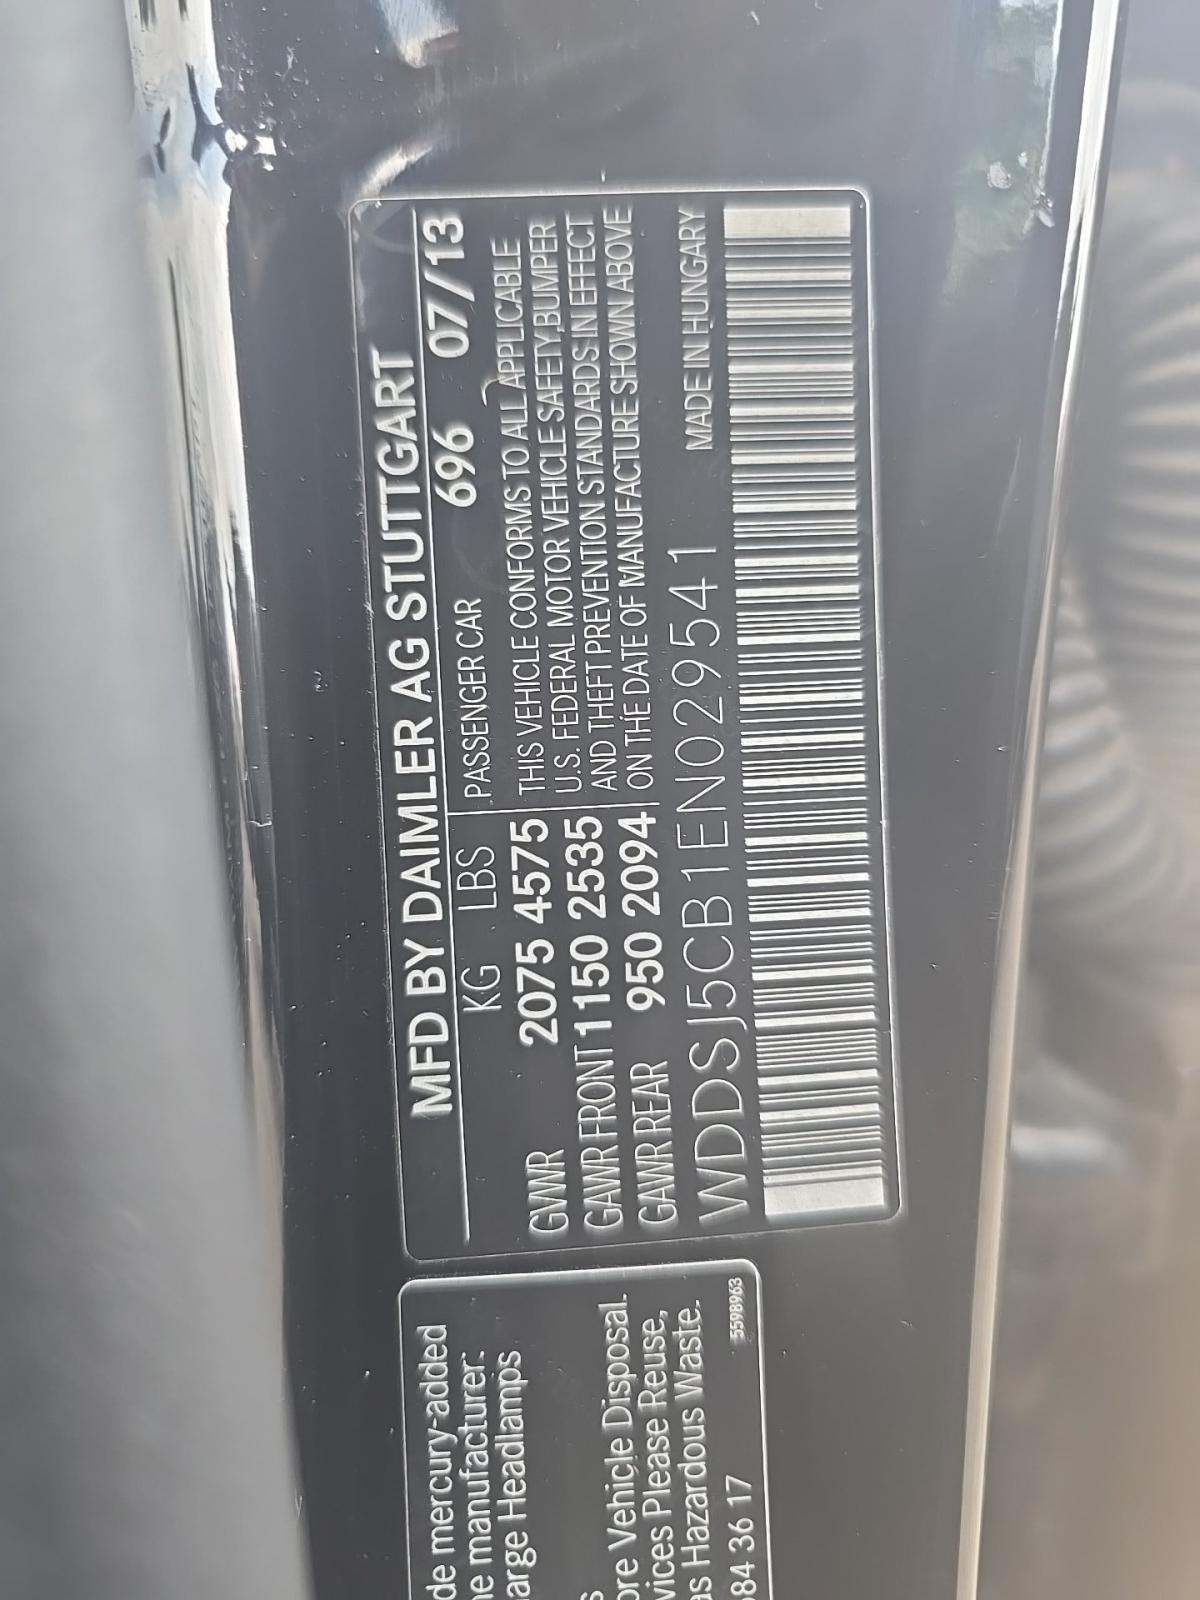 MFD BY DAIMLER AG STUTTGART
KG LBS PASSENGER CAR 696 07/13
GVWR 2075 4575 THIS VEHICLE CONFORMS TO ALL APPLICABLE
GAWR FRONT 1150 2535 U.S. FEDERAL MOTOR VEHICLE SAFETY, BUMPER
GAWR REAR 950 2094 AND THEFT PREVENTION STANDARDS IN EFFECT
ON THE DATE OF MANUFACTURE SHOWN ABOVE
WDDSJ5CB1EN029541 MADE IN HUNGARY
de mercury-added
ne manufacturer.
arge Headlamps
s
ore Vehicle Disposal.
vices Please Reuse,
as Hazardous Waste.
584 36 17 5598963